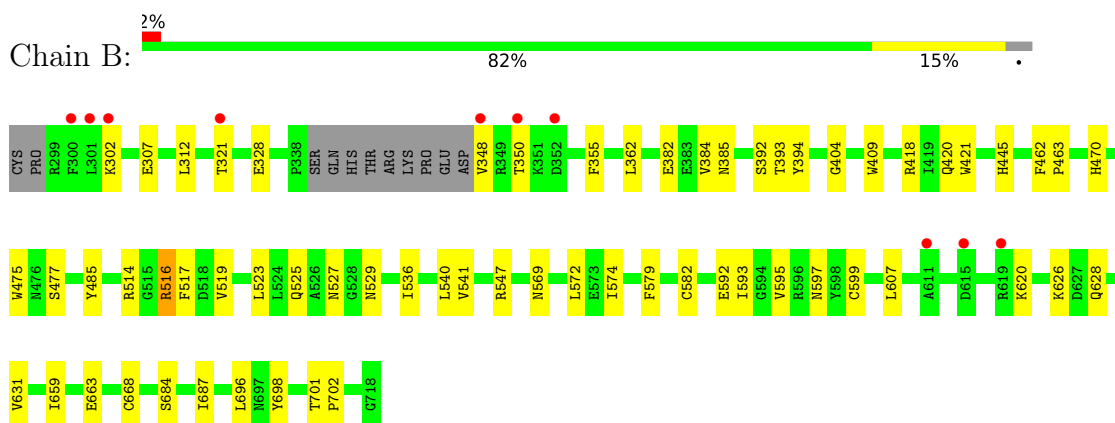 2%
Chain B:
82% 15% •
CYS PRO R299 F300 L301 K302 E307 L312 T321 E328 P338 SER GLN HIS THR ARG LYS PRO GLU ASP V348 R349 T350 K351 D352 F355 L362 E382 E383 V384 N385 S392 T393 Y394 G404 W409 R418 I419 Q420 W421 H445 F462 P463 H470
W475 N476 S477 Y485 R514 G515 R516 F517 D518 V519 L523 L524 Q525 A526 N527 G528 N529 I536 L540 V541 R547 N569 L572 E573 I574 F579 C582 E592 I593 G594 V595 R596 N597 Y598 C599 L607 A611 D615 R619 K620 K626 D627 Q628
V631 I659 E663 C668 S684 I687 L696 N697 Y698 T701 P702 G718